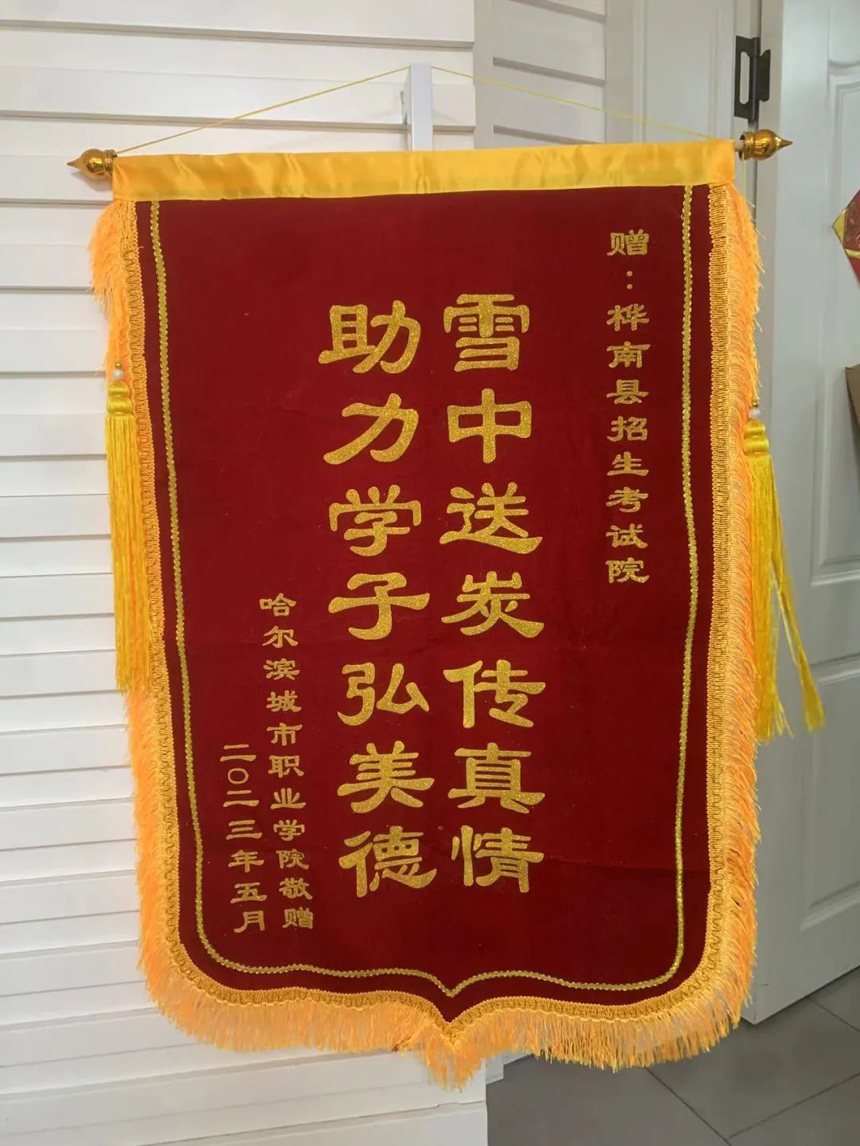 赠：桦南县招生考试院
雪中送炭传真情
助力学子弘美德
哈尔滨城市职业学院敬赠
二〇二三年五月